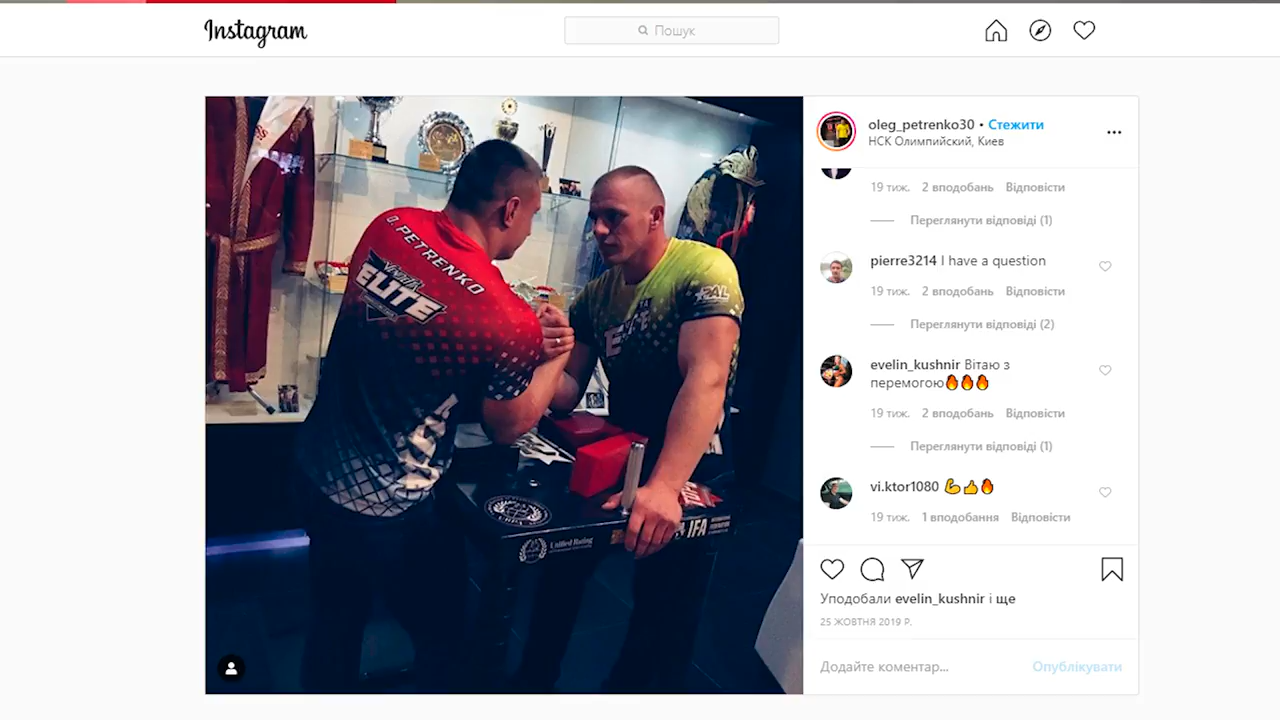 Instagram
Пошук
oleg_petrenko30 • Стежити
НСК Олимпийский, Киев
19 тиж. 2 вподобань Відповісти
Переглянути відповіді (1)
pierre3214 I have a question
19 тиж. 2 вподобань Відповісти
Переглянути відповіді (2)
evelin_kushnir Вітаю з
перемогою🔥🔥🔥
19 тиж. 2 вподобань Відповісти
Переглянути відповіді (1)
vi.ktor1080 💪👍🔥
19 тиж. 1 вподобання Відповісти
Уподобали evelin_kushnir і ще
25 ЖОВТНЯ 2019 Р.
Додайте коментар... Опублікувати
O. PETRENKO
ELITE
PAL
IFA
Unified Rating